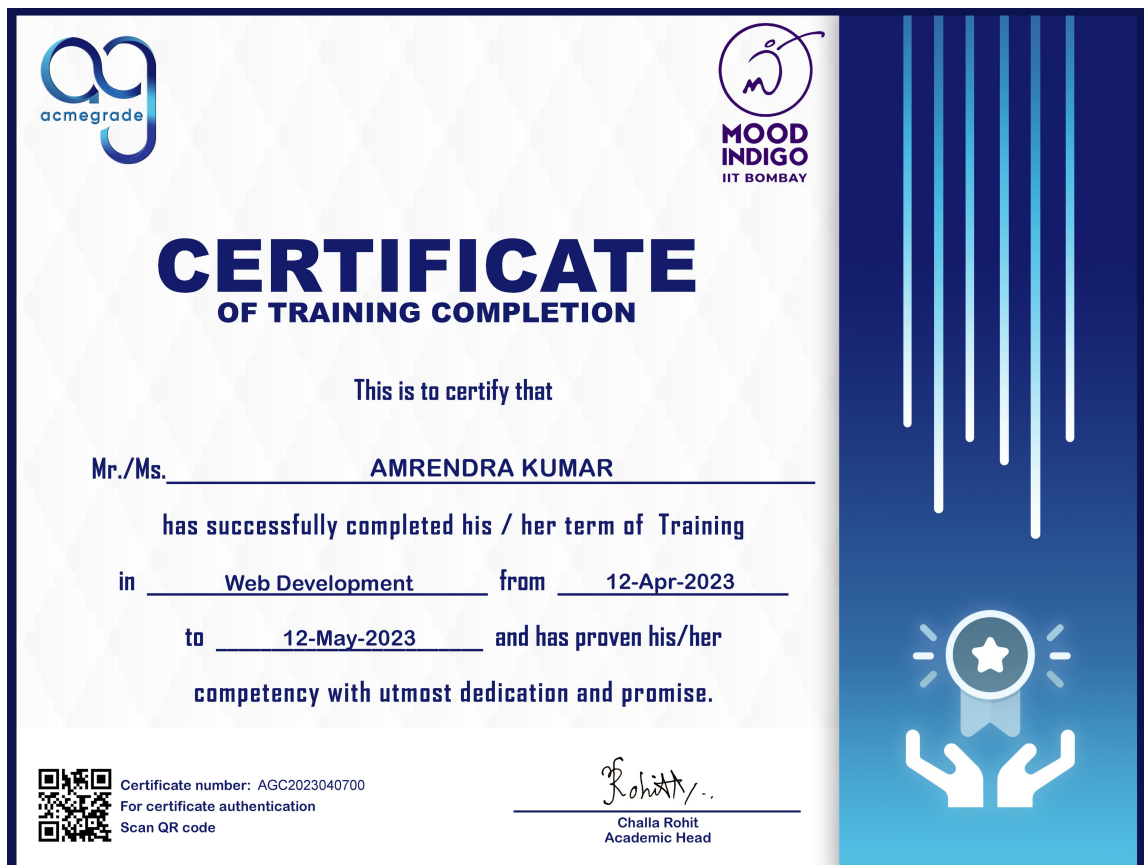 acmegrade
MOOD
INDIGO
IIT BOMBAY
CERTIFICATE
OF TRAINING COMPLETION
This is to certify that
Mr./Ms. AMRENDRA KUMAR
has successfully completed his / her term of Training
in Web Development from 12-Apr-2023
to 12-May-2023 and has proven his/her
competency with utmost dedication and promise.
Certificate number: AGC2023040700
For certificate authentication
Scan QR code
Rohit
Challa Rohit
Academic Head